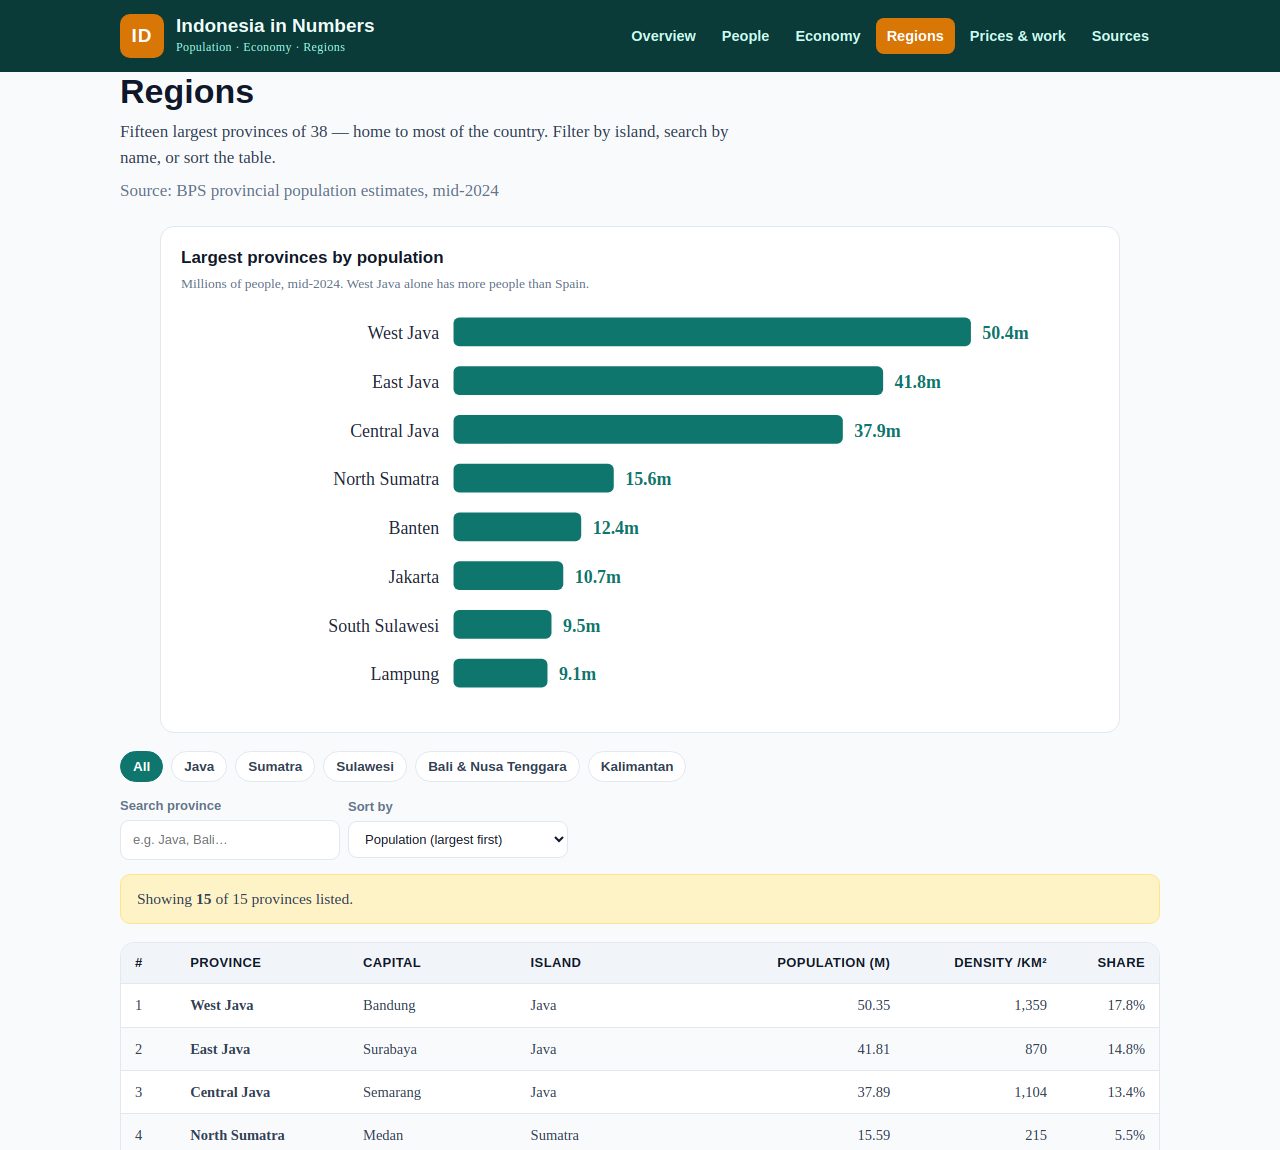 ID
Indonesia in Numbers
Population · Economy · Regions
Overview People Economy Regions Prices & work Sources
Regions
Fifteen largest provinces of 38 — home to most of the country. Filter by island, search by
name, or sort the table.
Source: BPS provincial population estimates, mid-2024
Largest provinces by population
Millions of people, mid-2024. West Java alone has more people than Spain.
West Java 50.4m
East Java 41.8m
Central Java 37.9m
North Sumatra 15.6m
Banten 12.4m
Jakarta 10.7m
South Sulawesi 9.5m
Lampung 9.1m
All Java Sumatra Sulawesi Bali & Nusa Tenggara Kalimantan
Search province Sort by
e.g. Java, Bali… Population (largest first)
Showing 15 of 15 provinces listed.
# PROVINCE CAPITAL ISLAND POPULATION (M) DENSITY /KM² SHARE
1 West Java Bandung Java 50.35 1,359 17.8%
2 East Java Surabaya Java 41.81 870 14.8%
3 Central Java Semarang Java 37.89 1,104 13.4%
4 North Sumatra Medan Sumatra 15.59 215 5.5%